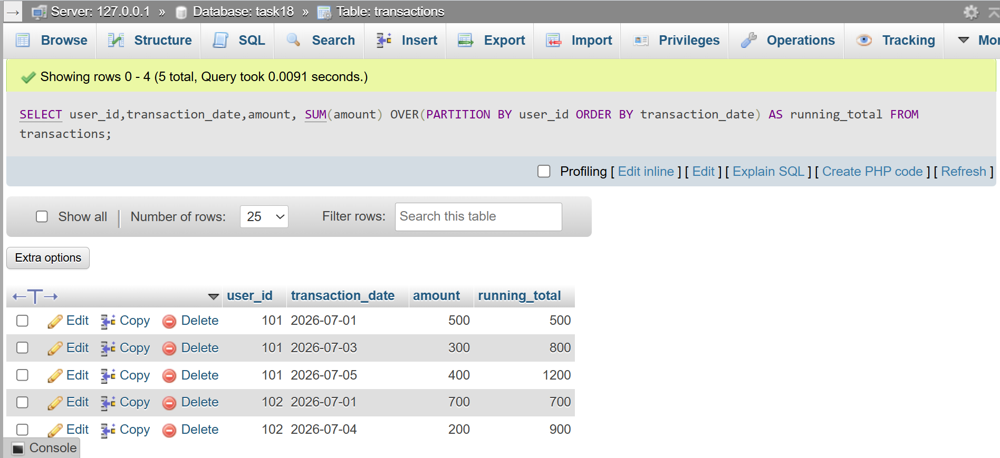 Server: 127.0.0.1 » Database: task18 » Table: transactions
Browse Structure SQL Search Insert Export Import Privileges Operations Tracking
Showing rows 0 - 4 (5 total, Query took 0.0091 seconds.)
SELECT user_id,transaction_date,amount, SUM(amount) OVER(PARTITION BY user_id ORDER BY transaction_date) AS running_total FROM
transactions;
Profiling [ Edit inline ] [ Edit ] [ Explain SQL ] [ Create PHP code ] [ Refresh ]
Show all | Number of rows: 25 Filter rows: Search this table
Extra options
←T→ user_id transaction_date amount running_total
Edit Copy Delete 101 2026-07-01 500 500
Edit Copy Delete 101 2026-07-03 300 800
Edit Copy Delete 101 2026-07-05 400 1200
Edit Copy Delete 102 2026-07-01 700 700
Edit Copy Delete 102 2026-07-04 200 900
Console